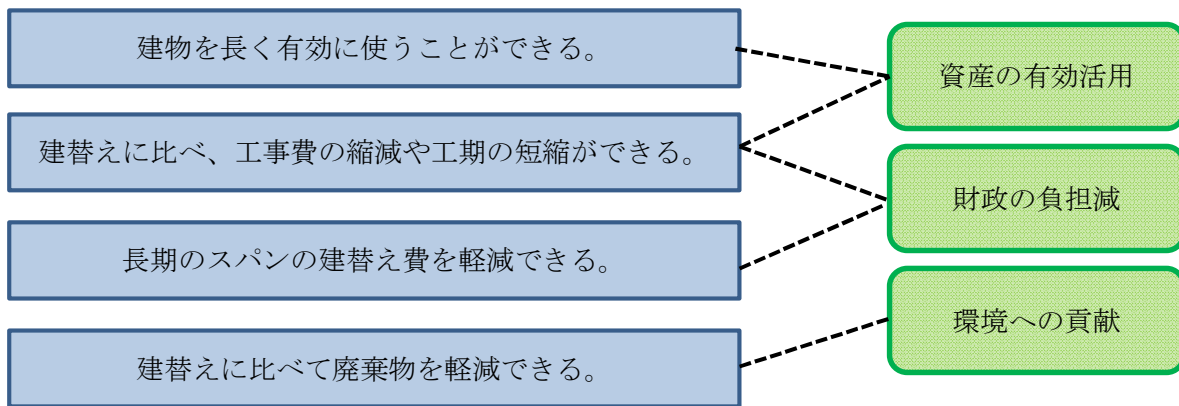 建物を長く有効に使うことができる。
資産の有効活用
建替えに比べ、工事費の縮減や工期の短縮ができる。
財政の負担減
長期のスパンの建替え費を軽減できる。
環境への貢献
建替えに比べて廃棄物を軽減できる。